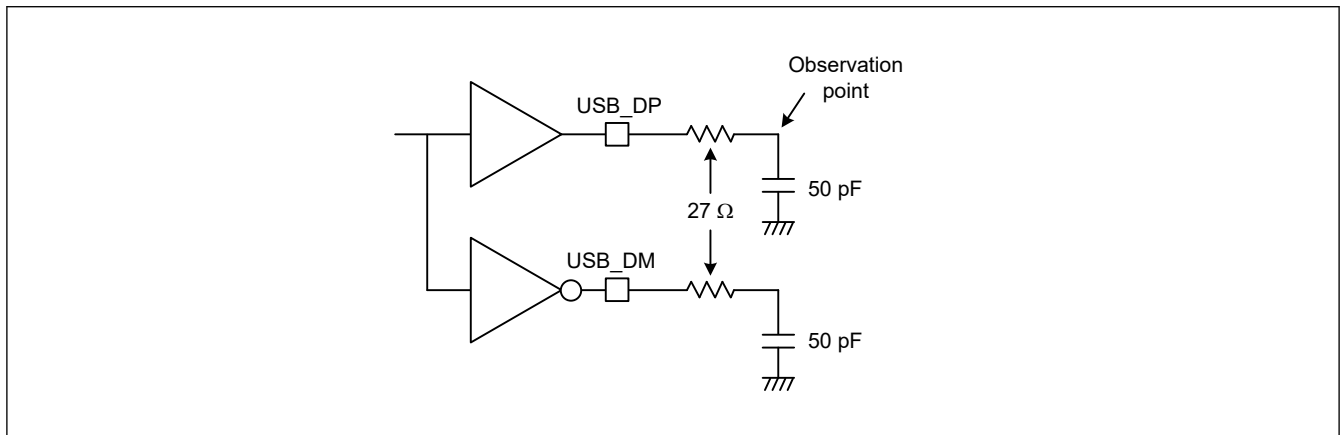 Observation
point
USB_DP
50 pF
27 Ω
USB_DM
50 pF